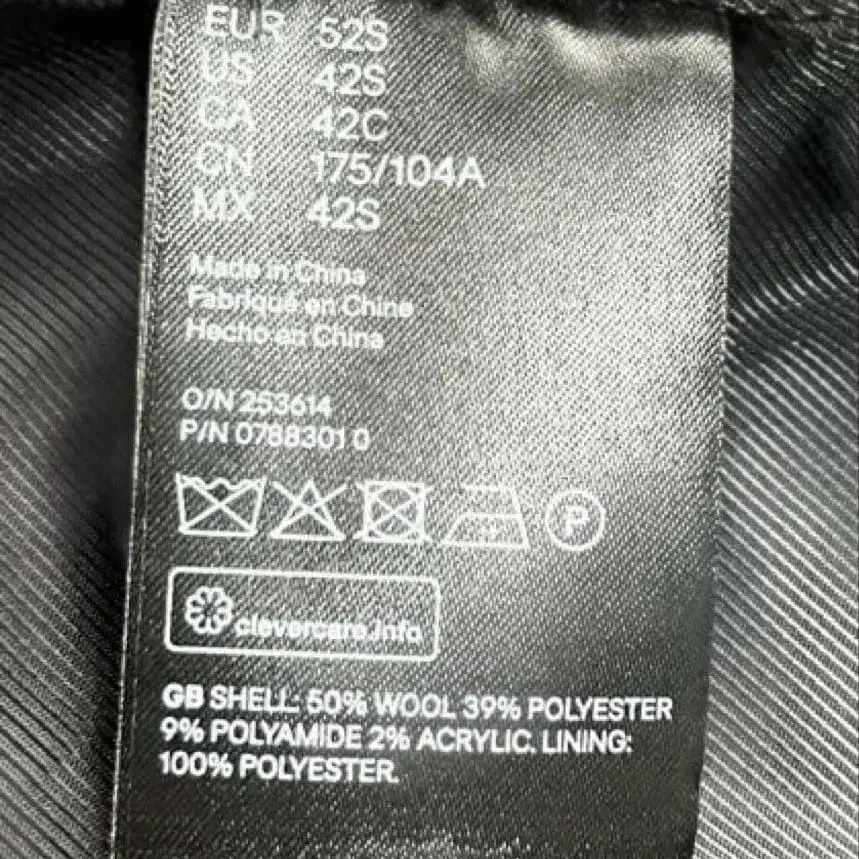 EUR 52S
US 42S
CA 42C
CN 175/104A
MX 42S
Made in China
Fabriqué en Chine
Hecho en China
O/N 253614
P/N 0788301 0
P
clevercare.info
GB SHELL: 50% WOOL 39% POLYESTER
9% POLYAMIDE 2% ACRYLIC. LINING:
100% POLYESTER.